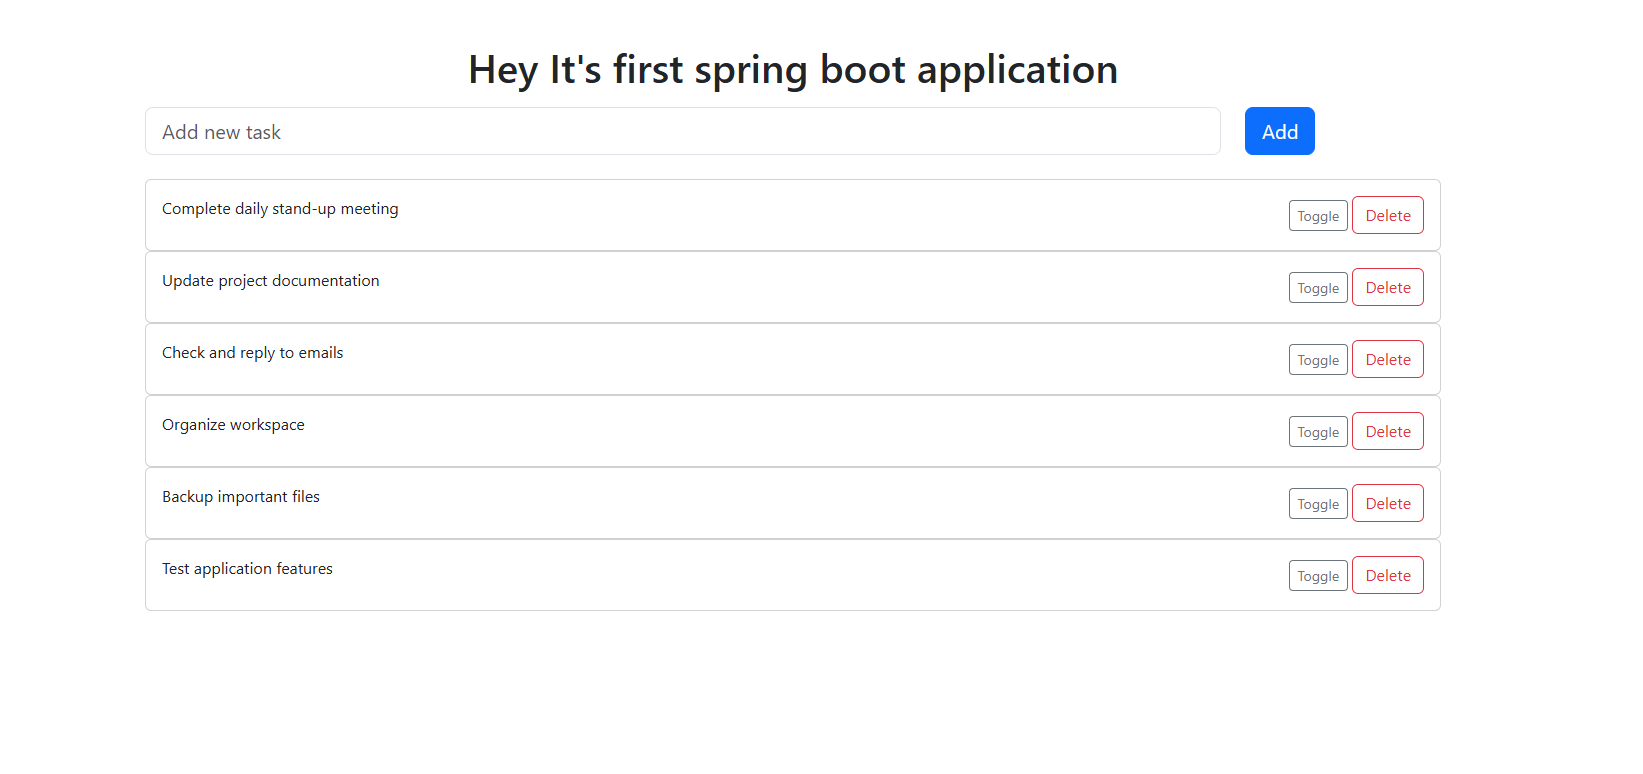 Hey It's first spring boot application
Add new task Add
Complete daily stand-up meeting Toggle Delete
Update project documentation Toggle Delete
Check and reply to emails Toggle Delete
Organize workspace Toggle Delete
Backup important files Toggle Delete
Test application features Toggle Delete